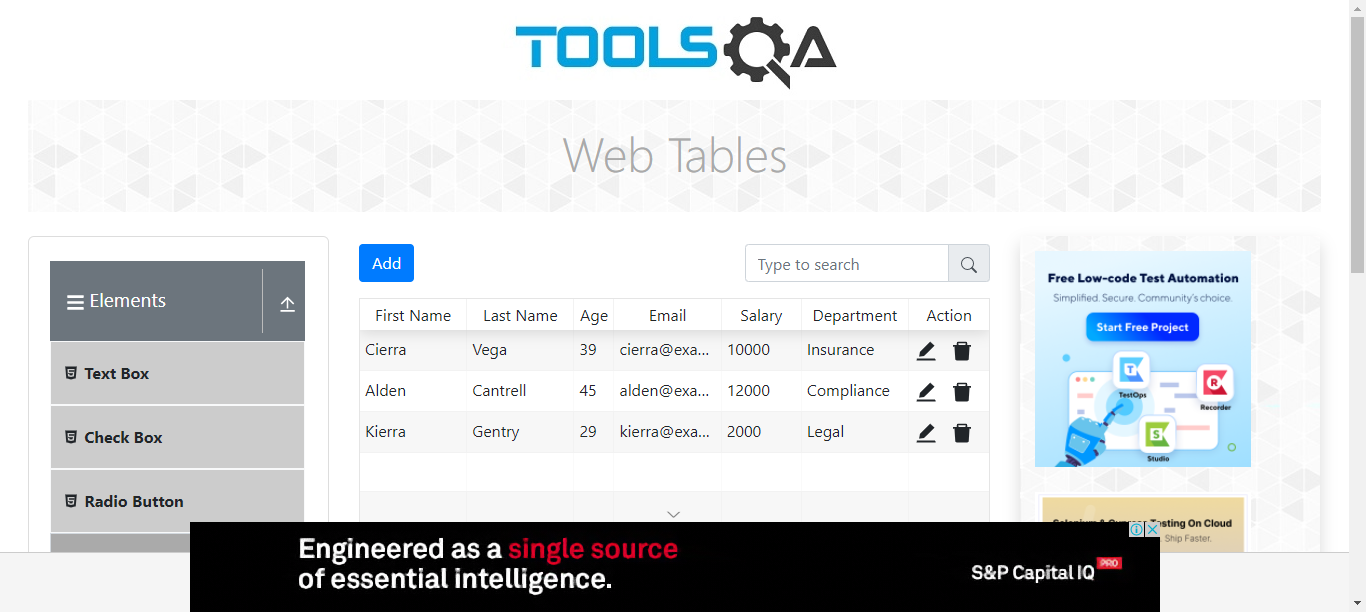 TOOLSQA
Web Tables
Elements
Text Box
Check Box
Radio Button
Add
Type to search
First Name Last Name Age Email Salary Department Action
Cierra Vega 39 cierra@exa... 10000 Insurance
Alden Cantrell 45 alden@exa... 12000 Compliance
Kierra Gentry 29 kierra@exa... 2000 Legal
Free Low-code Test Automation
Simplified. Secure. Community's choice.
Start Free Project
TestOps
Recorder
Studio
Testing On Cloud
Ship Faster.
Engineered as a single source
of essential intelligence.
S&P Capital IQ PRO